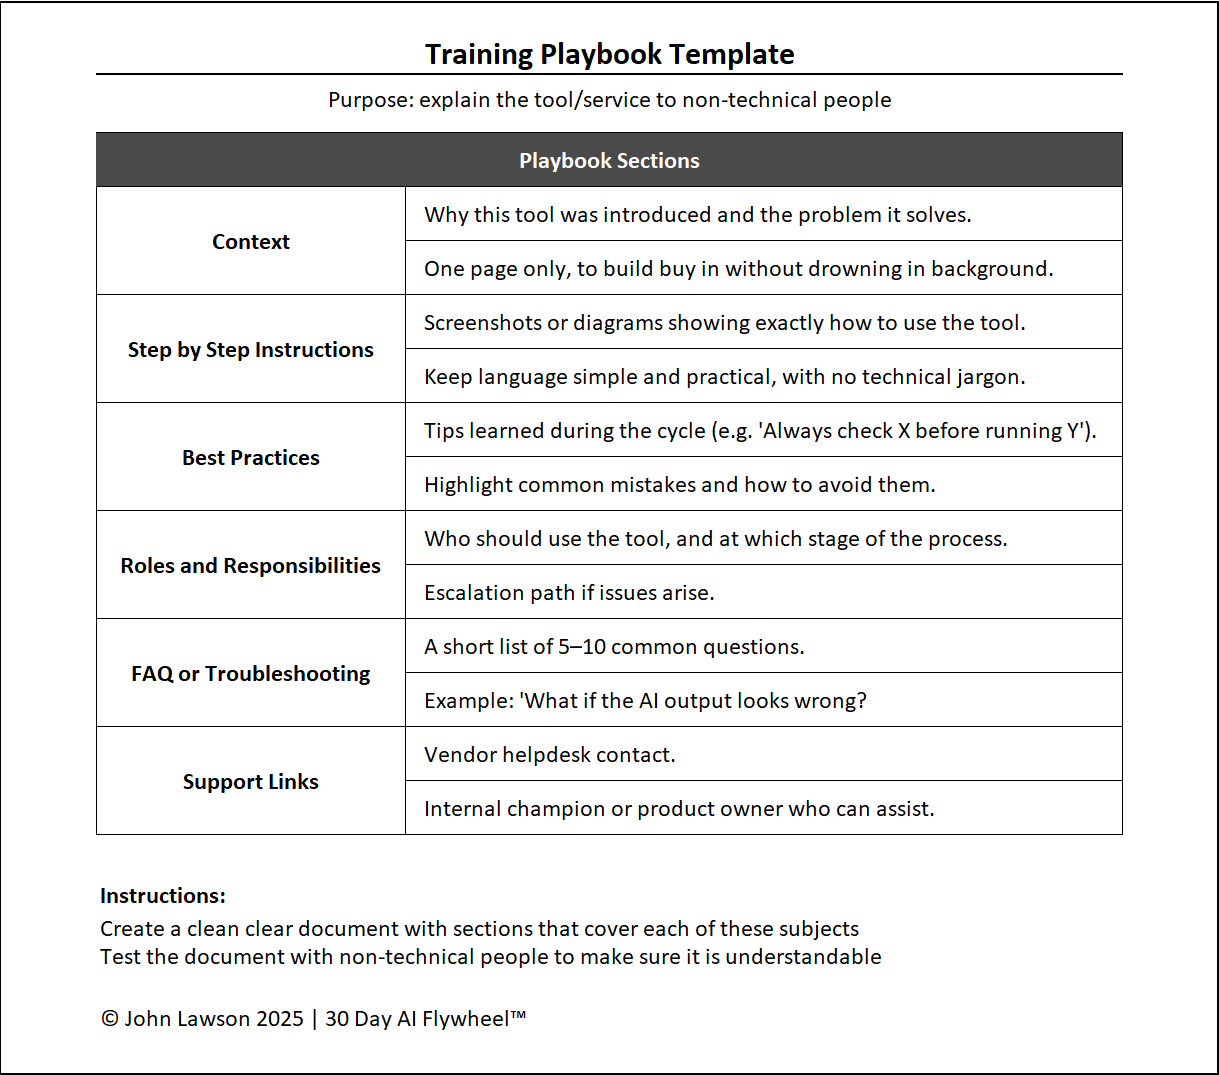 Training Playbook Template
Purpose: explain the tool/service to non-technical people
Playbook Sections
Context
Why this tool was introduced and the problem it solves.
One page only, to build buy in without drowning in background.
Step by Step Instructions
Screenshots or diagrams showing exactly how to use the tool.
Keep language simple and practical, with no technical jargon.
Best Practices
Tips learned during the cycle (e.g. 'Always check X before running Y').
Highlight common mistakes and how to avoid them.
Roles and Responsibilities
Who should use the tool, and at which stage of the process.
Escalation path if issues arise.
FAQ or Troubleshooting
A short list of 5–10 common questions.
Example: 'What if the AI output looks wrong?
Support Links
Vendor helpdesk contact.
Internal champion or product owner who can assist.
Instructions:
Create a clean clear document with sections that cover each of these subjects
Test the document with non-technical people to make sure it is understandable
© John Lawson 2025 | 30 Day AI Flywheel™